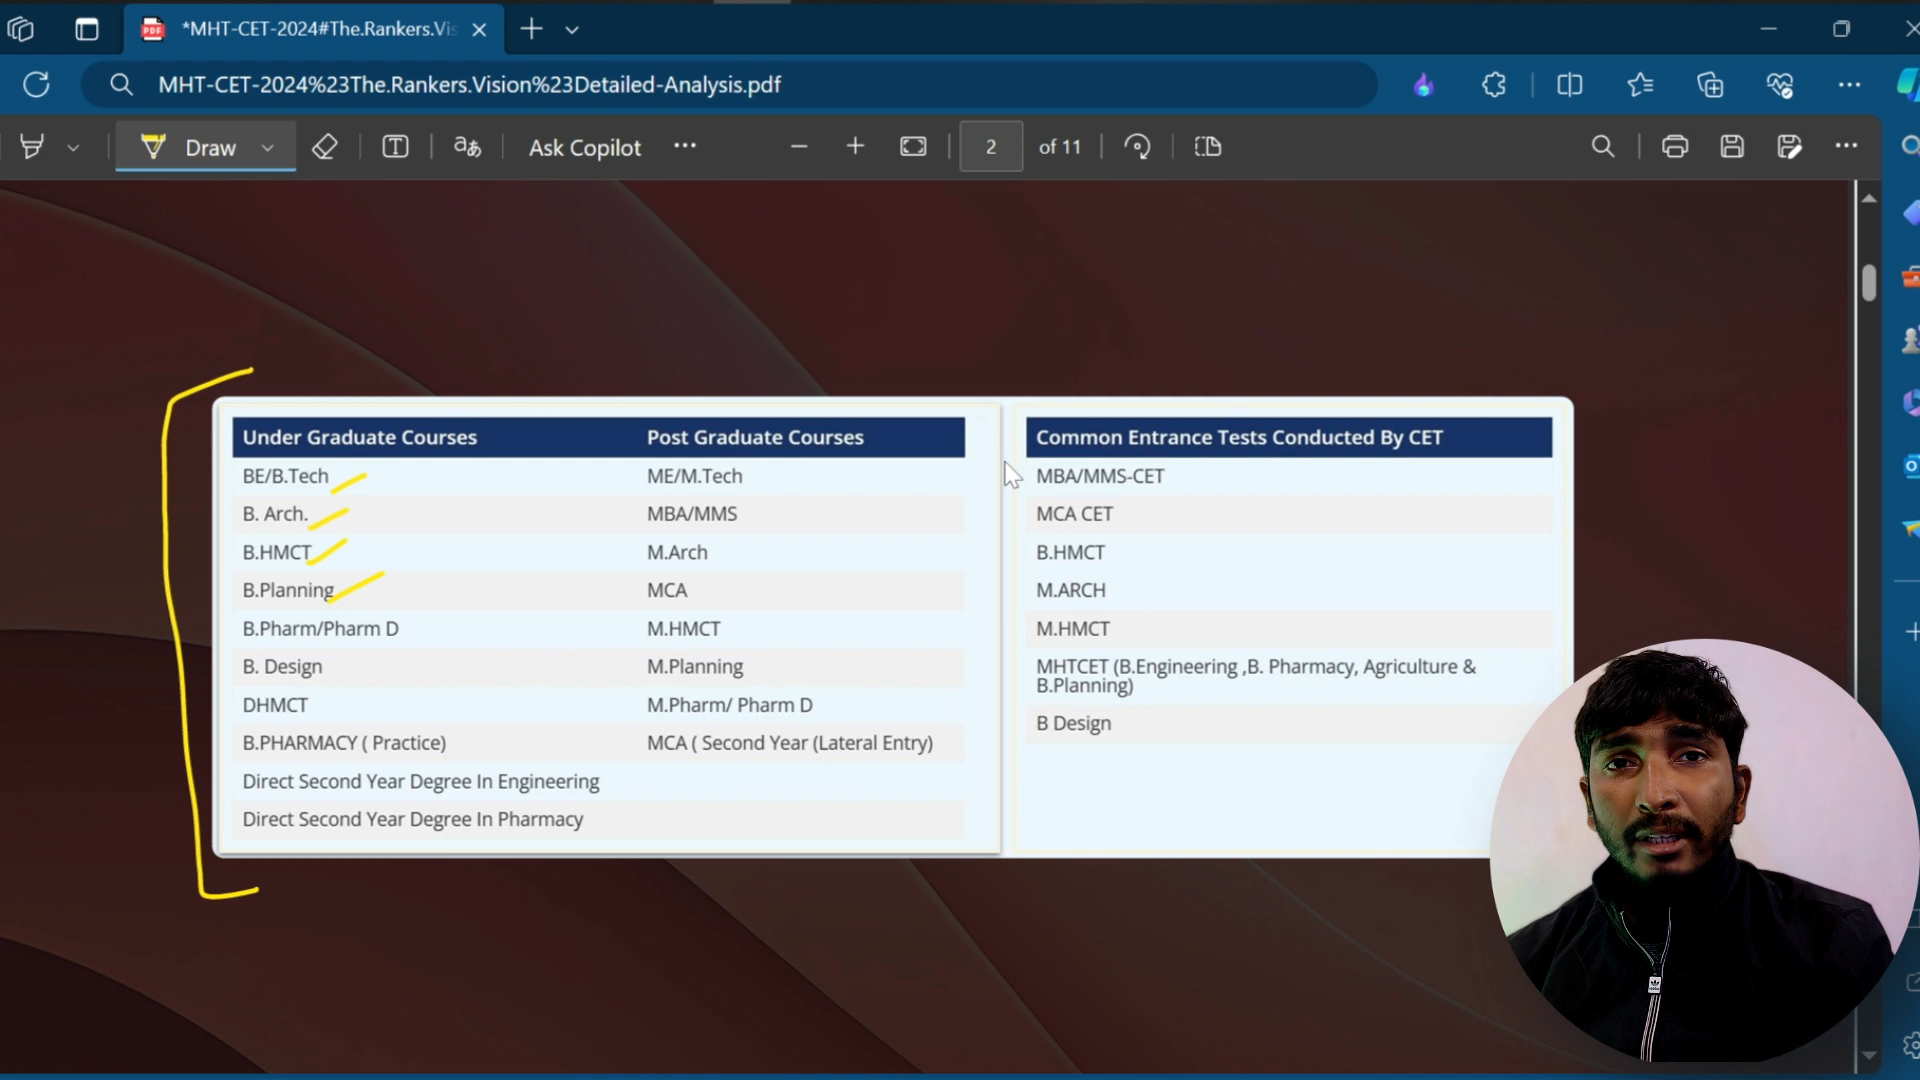 *MHT-CET-2024#The.Rankers.Vis
MHT-CET-2024%23The.Rankers.Vision%23Detailed-Analysis.pdf
Draw
aあ
Ask Copilot
2 of 11
Under Graduate Courses Post Graduate Courses
BE/B.Tech ME/M.Tech
B. Arch. MBA/MMS
B.HMCT M.Arch
B.Planning MCA
B.Pharm/Pharm D M.HMCT
B. Design M.Planning
DHMCT M.Pharm/ Pharm D
B.PHARMACY ( Practice) MCA ( Second Year (Lateral Entry)
Direct Second Year Degree In Engineering
Direct Second Year Degree In Pharmacy
Common Entrance Tests Conducted By CET
MBA/MMS-CET
MCA CET
B.HMCT
M.ARCH
M.HMCT
MHTCET (B.Engineering ,B. Pharmacy, Agriculture &
B.Planning)
B Design